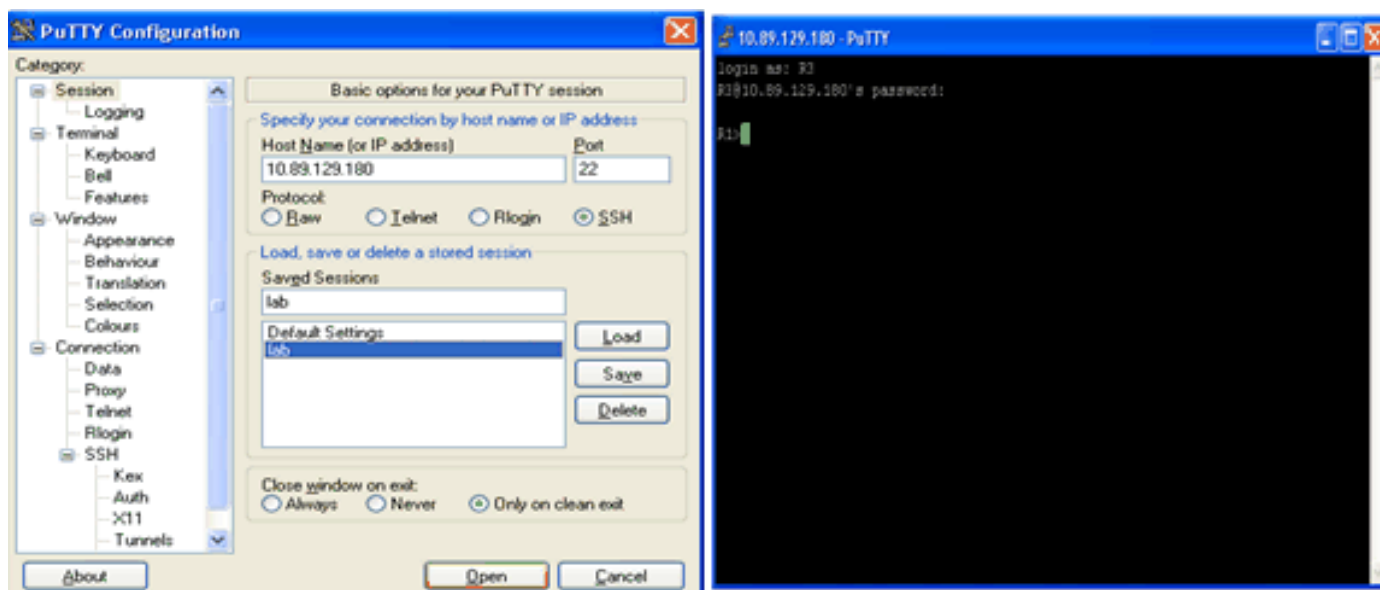 PuTTY Configuration
Category:
Session
Logging
Terminal
Keyboard
Bell
Features
Window
Appearance
Behaviour
Translation
Selection
Colours
Connection
Data
Proxy
Telnet
Rlogin
SSH
Kex
Auth
X11
Tunnels
Basic options for your PuTTY session
Specify your connection by host name or IP address
Host Name (or IP address)
Port
10.89.129.180
22
Protocol:
Raw
Telnet
Rlogin
SSH
Load, save or delete a stored session
Saved Sessions
lab
Default Settings
lab
Load
Save
Delete
Close window on exit:
Always
Never
Only on clean exit
About
Open
Cancel
10.89.129.180 - PuTTY
login as: R3
R3@10.89.129.180's password:
R1>